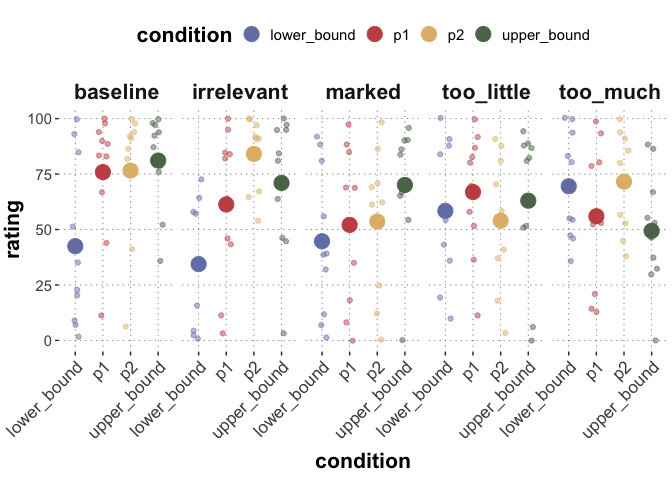 condition lower_bound p1 p2 upper_bound
baseline irrelevant marked too_little too_much
100
75
50
25
0
rating
lower_bound p1 p2 upper_bound lower_bound p1 p2 upper_bound lower_bound p1 p2 upper_bound lower_bound p1 p2 upper_bound lower_bound p1 p2 upper_bound
condition